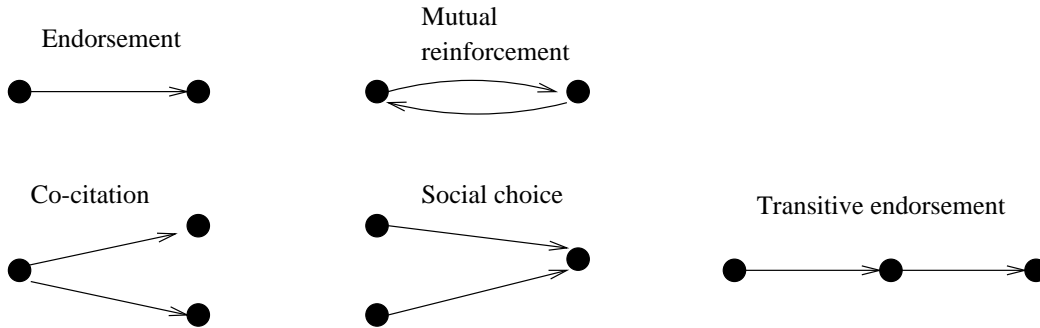 Endorsement
Mutual
reinforcement
Co-citation
Social choice
Transitive endorsement